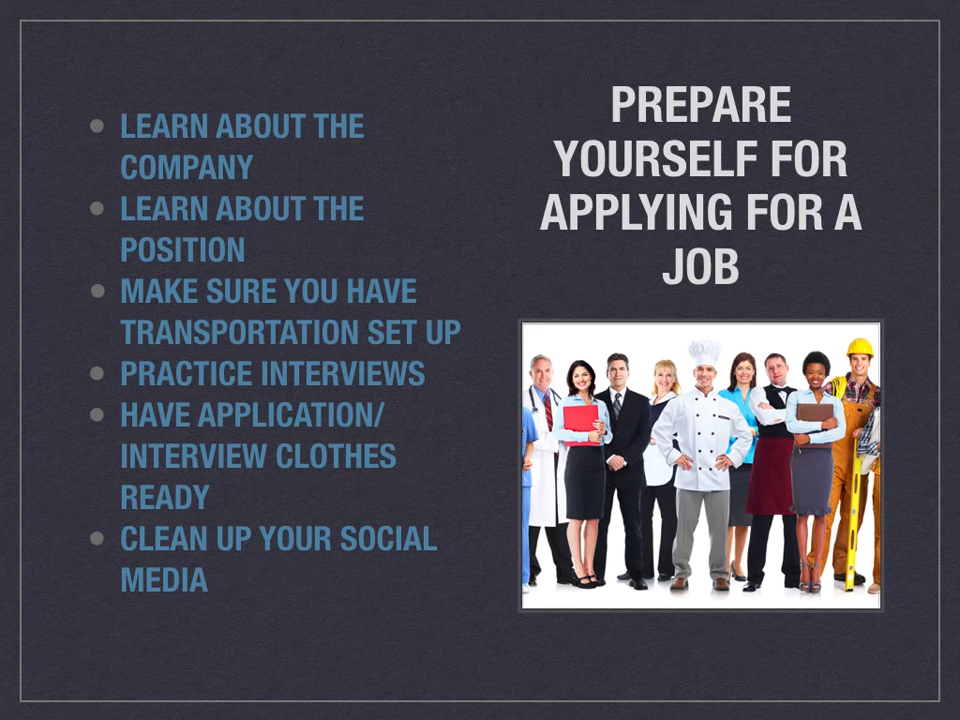 PREPARE
YOURSELF FOR
APPLYING FOR A
JOB
• LEARN ABOUT THE
COMPANY
• LEARN ABOUT THE
POSITION
• MAKE SURE YOU HAVE
TRANSPORTATION SET UP
• PRACTICE INTERVIEWS
• HAVE APPLICATION/
INTERVIEW CLOTHES
READY
• CLEAN UP YOUR SOCIAL
MEDIA